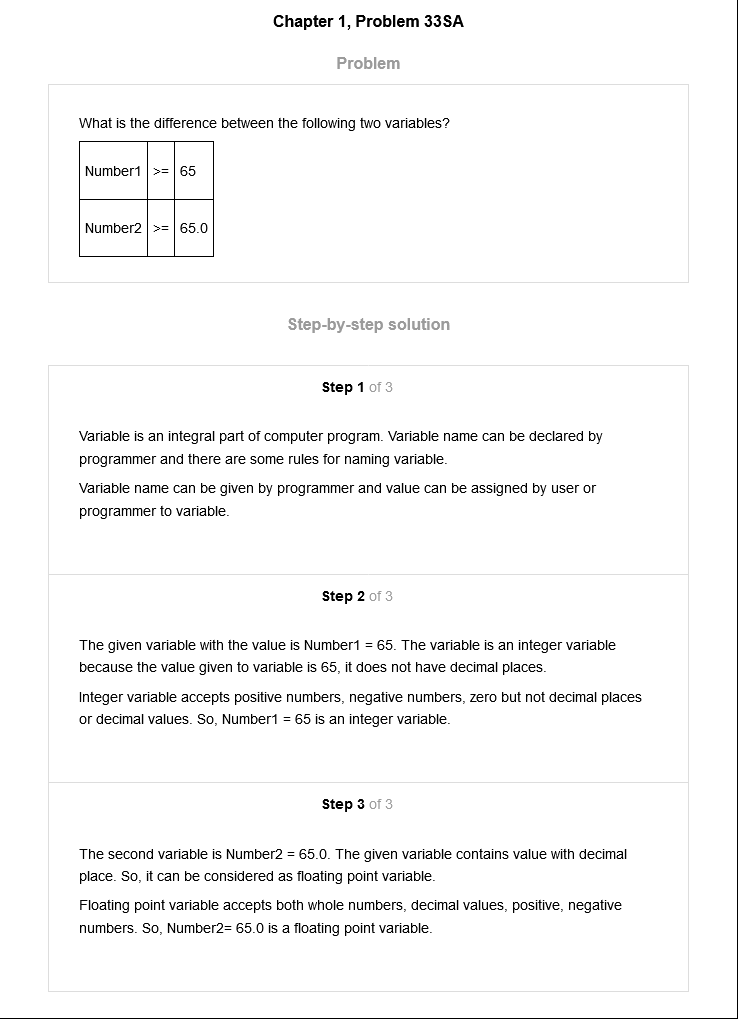 Chapter 1, Problem 33SA
Problem
What is the difference between the following two variables?
Number1 >= 65
Number2 >= 65.0
Step-by-step solution
Step 1 of 3
Variable is an integral part of computer program. Variable name can be declared by
programmer and there are some rules for naming variable.
Variable name can be given by programmer and value can be assigned by user or
programmer to variable.
Step 2 of 3
The given variable with the value is Number1 = 65. The variable is an integer variable
because the value given to variable is 65, it does not have decimal places.
Integer variable accepts positive numbers, negative numbers, zero but not decimal places
or decimal values. So, Number1 = 65 is an integer variable.
Step 3 of 3
The second variable is Number2 = 65.0. The given variable contains value with decimal
place. So, it can be considered as floating point variable.
Floating point variable accepts both whole numbers, decimal values, positive, negative
numbers. So, Number2= 65.0 is a floating point variable.